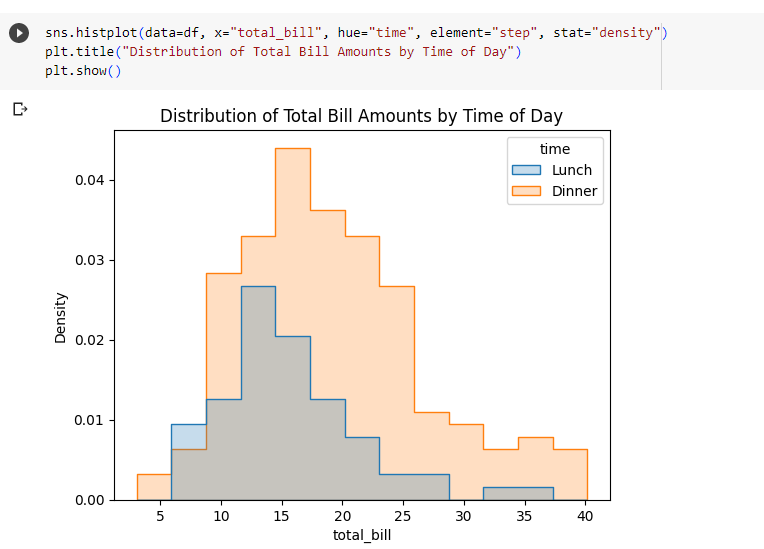 sns.histplot(data=df, x="total_bill", hue="time", element="step", stat="density")
plt.title("Distribution of Total Bill Amounts by Time of Day")
plt.show()
Distribution of Total Bill Amounts by Time of Day
time
Lunch
Dinner
0.04
0.03
0.02
0.01
0.00
Density
5 10 15 20 25 30 35 40
total_bill